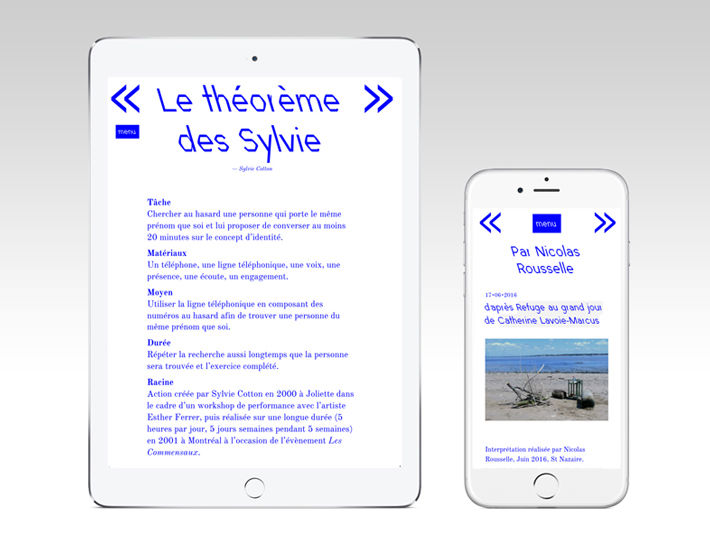 « Le théorème »
des Sylvie
menu
— Sylvie Cotton
Tâche
Chercher au hasard une personne qui porte le même
prénom que soi et lui proposer de converser au moins
20 minutes sur le concept d'identité.
Matériaux
Un téléphone, une ligne téléphonique, une voix, une
présence, une écoute, un engagement.
Moyen
Utiliser la ligne téléphonique en composant des
numéros au hasard afin de trouver une personne du
même prénom que soi.
Durée
Répéter la recherche aussi longtemps que la personne
sera trouvée et l'exercice complété.
Racine
Action créée par Sylvie Cotton en 2000 à Joliette dans
le cadre d'un workshop de performance avec l'artiste
Esther Ferrer, puis réalisée sur une longue durée (5
heures par jour, 5 jours semaines pendant 5 semaines)
en 2001 à Montréal à l'occasion de l'évènement Les
Commensaux.
« menu »
Par Nicolas
Rousselle
17•06•2016
d'après Refuge au grand jour
de Catherine Lavoie-Marcus
Interprétation réalisée par Nicolas
Rousselle, Juin 2016, St Nazaire.